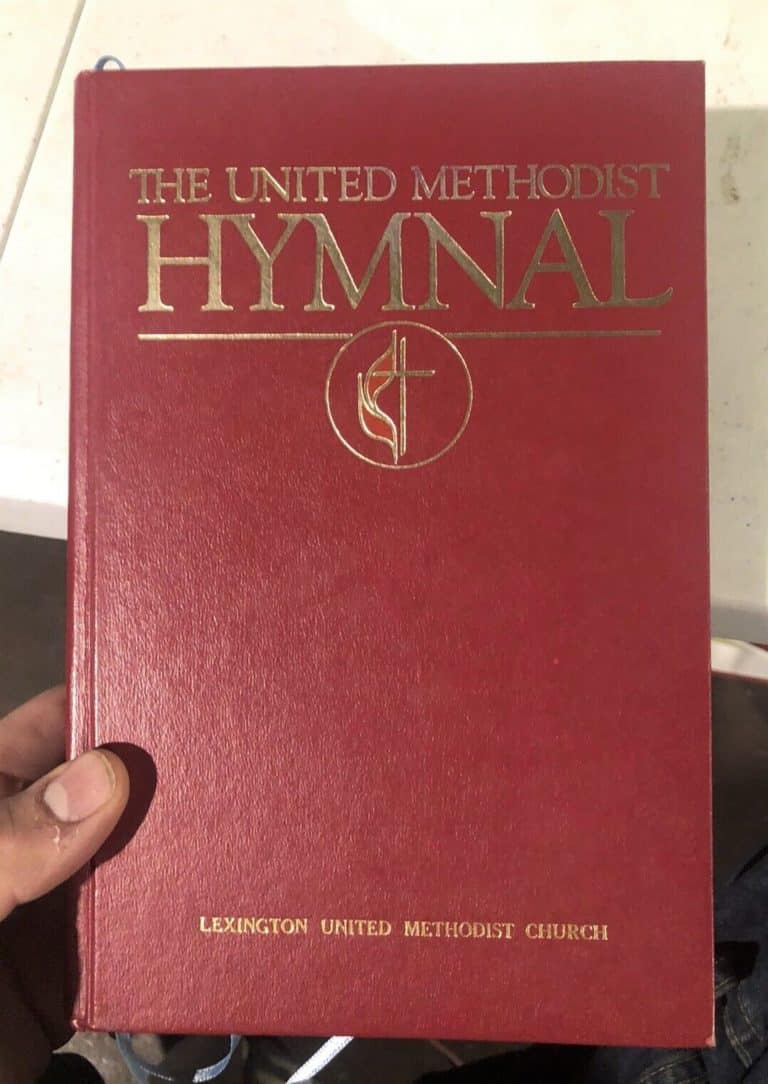 THE UNITED METHODIST
HYMNAL
LEXINGTON UNITED METHODIST CHURCH